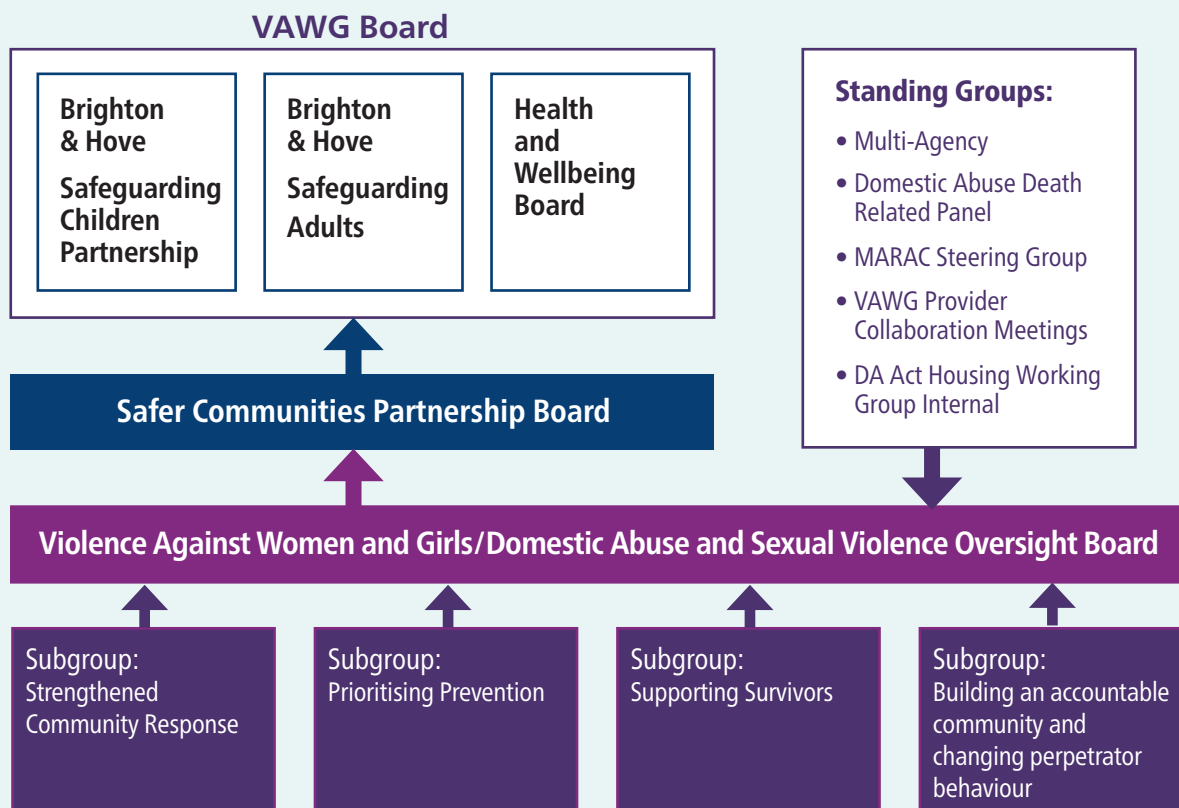 VAWG Board
Brighton
& Hove
Safeguarding
Children
Partnership
Brighton
& Hove
Safeguarding
Adults
Health
and
Wellbeing
Board
Standing Groups:
• Multi-Agency
• Domestic Abuse Death
Related Panel
• MARAC Steering Group
• VAWG Provider
Collaboration Meetings
• DA Act Housing Working
Group Internal
Safer Communities Partnership Board
Violence Against Women and Girls/Domestic Abuse and Sexual Violence Oversight Board
Subgroup:
Strengthened
Community Response
Subgroup:
Prioritising Prevention
Subgroup:
Supporting Survivors
Subgroup:
Building an accountable
community and
changing perpetrator
behaviour